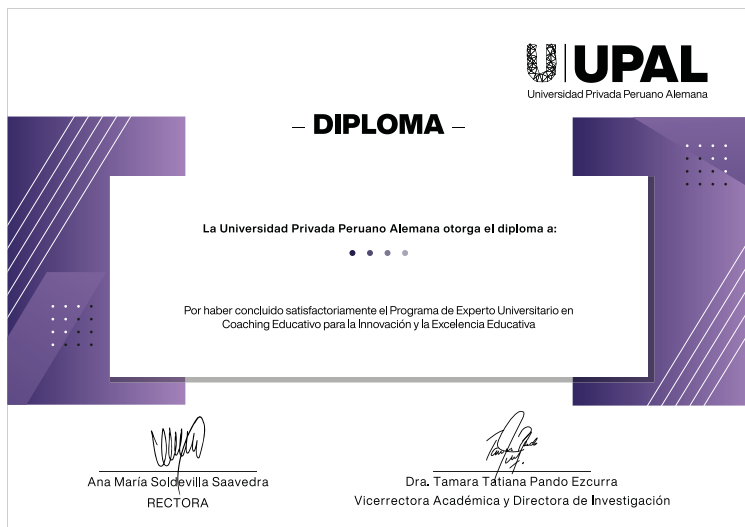 UPAL
Universidad Privada Peruano Alemana
– DIPLOMA –
La Universidad Privada Peruano Alemana otorga el diploma a:
Por haber concluido satisfactoriamente el Programa de Experto Universitario en
Coaching Educativo para la Innovación y la Excelencia Educativa
Ana María Soldevilla Saavedra
RECTORA
Dra. Tamara Tatiana Pando Ezcurra
Vicerrectora Académica y Directora de Investigación